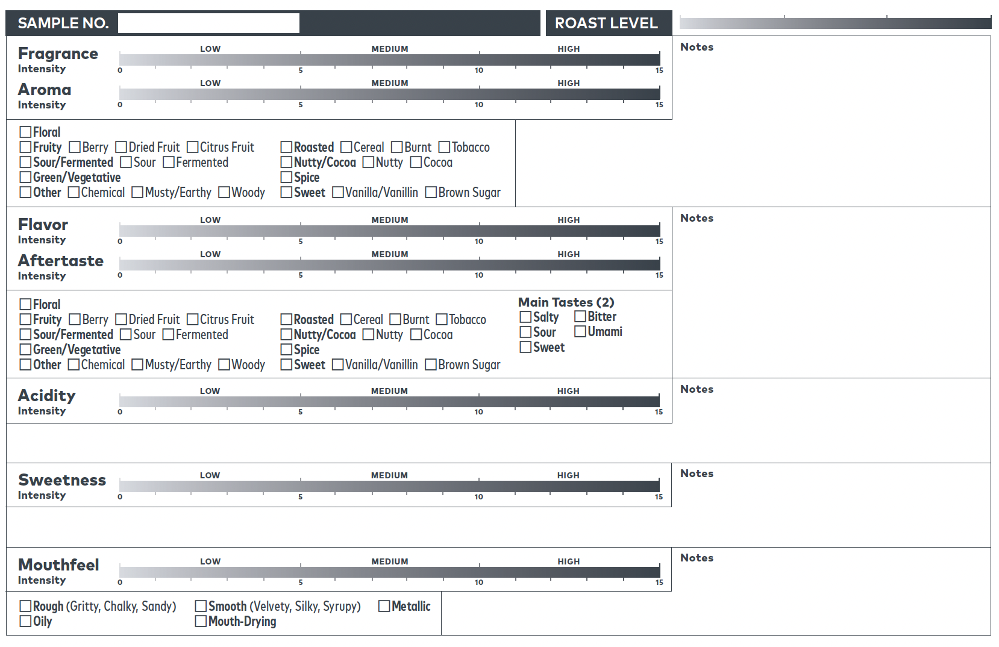 SAMPLE NO. ROAST LEVEL
Fragrance
Intensity
LOW MEDIUM HIGH
0 5 10 15
Notes
Aroma
Intensity
LOW MEDIUM HIGH
0 5 10 15
Floral
Fruity Berry Dried Fruit Citrus Fruit Roasted Cereal Burnt Tobacco
Sour/Fermented Sour Fermented Nutty/Cocoa Nutty Cocoa
Green/Vegetative Spice
Other Chemical Musty/Earthy Woody Sweet Vanilla/Vanillin Brown Sugar
Flavor
Intensity
LOW MEDIUM HIGH
0 5 10 15
Notes
Aftertaste
Intensity
LOW MEDIUM HIGH
0 5 10 15
Floral
Fruity Berry Dried Fruit Citrus Fruit Roasted Cereal Burnt Tobacco
Sour/Fermented Sour Fermented Nutty/Cocoa Nutty Cocoa
Green/Vegetative Spice
Other Chemical Musty/Earthy Woody Sweet Vanilla/Vanillin Brown Sugar
Main Tastes (2)
Salty Bitter
Sour Umami
Sweet
Acidity
Intensity
LOW MEDIUM HIGH
0 5 10 15
Notes
Sweetness
Intensity
LOW MEDIUM HIGH
0 5 10 15
Notes
Mouthfeel
Intensity
LOW MEDIUM HIGH
0 5 10 15
Notes
Rough (Gritty, Chalky, Sandy) Smooth (Velvety, Silky, Syrupy) Metallic
Oily Mouth-Drying